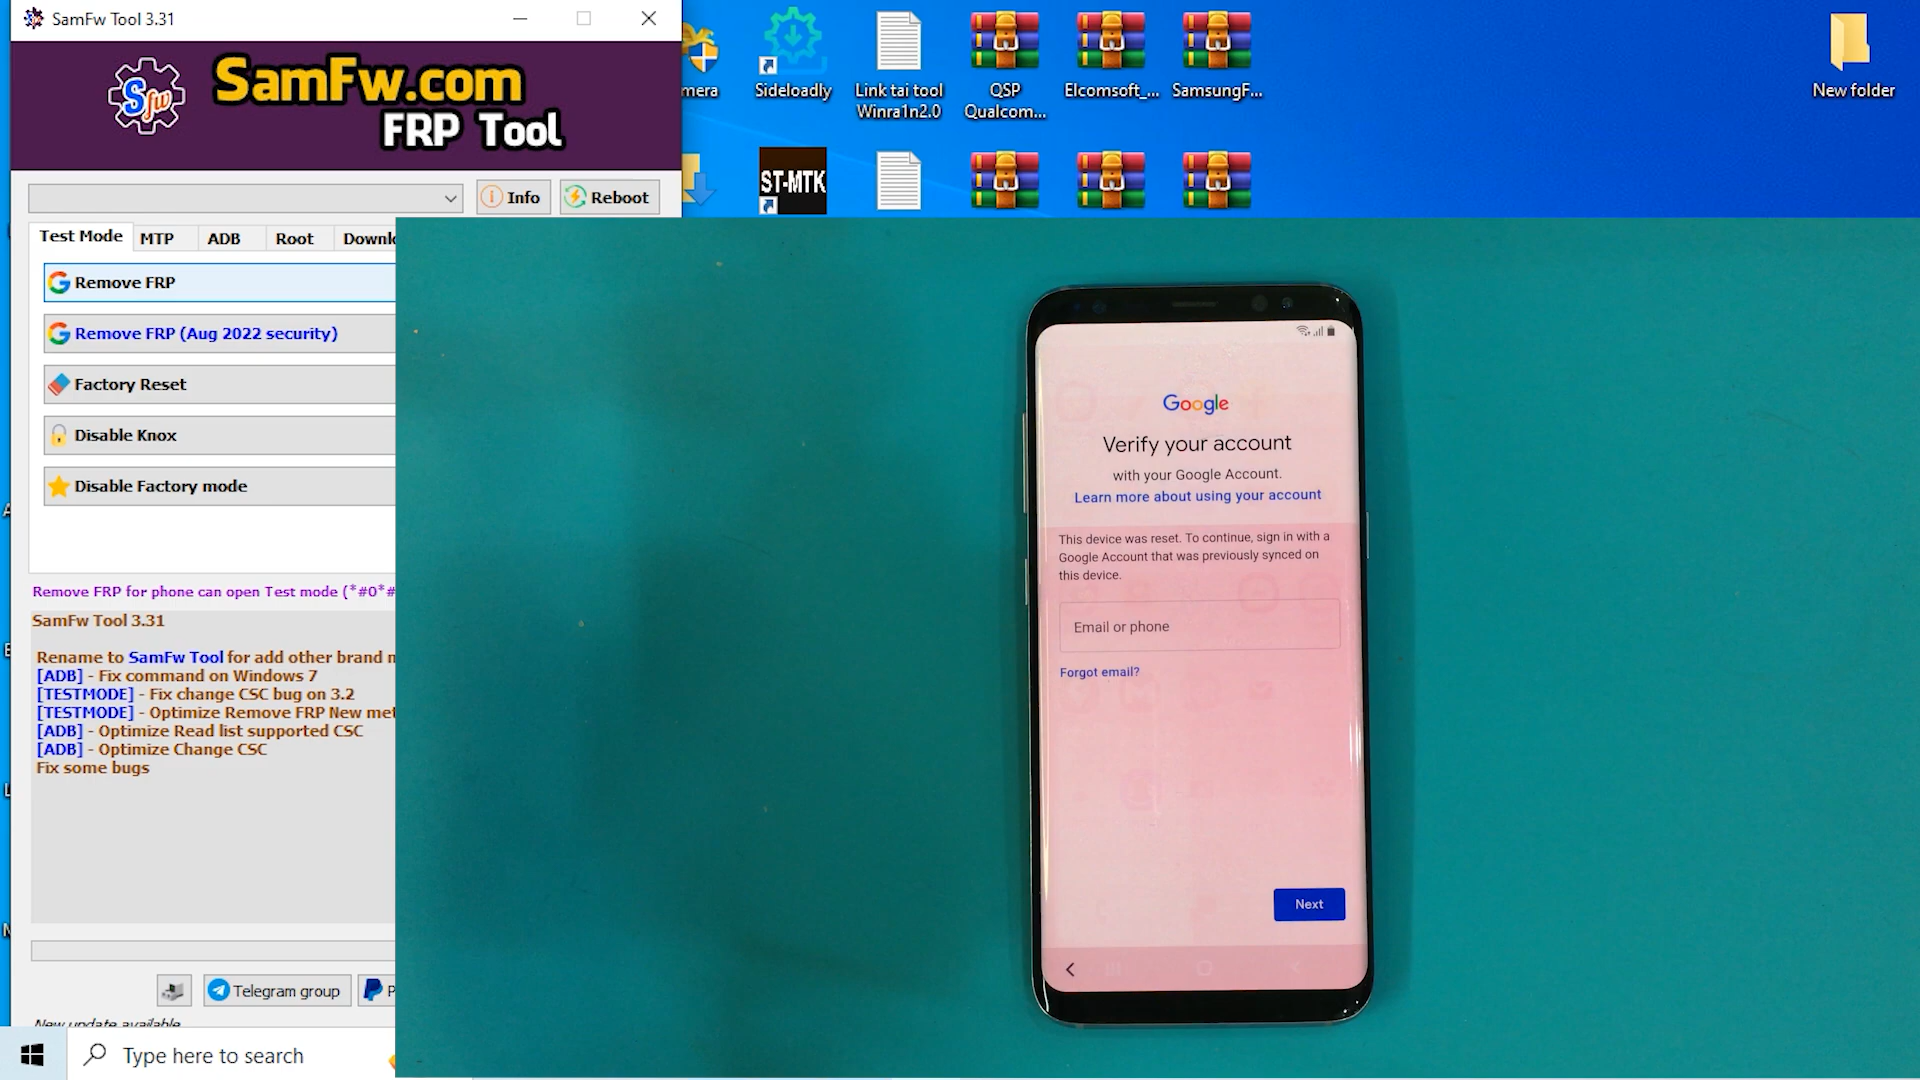 SamFw Tool 3.31
SamFw.com
FRP Tool
Info
Reboot
Test Mode
MTP
ADB
Root
Remove FRP
Remove FRP (Aug 2022 security)
Factory Reset
Disable Knox
Disable Factory mode
Remove FRP for phone can open Test mode (*#0*#
SamFw Tool 3.31
Rename to SamFw Tool for add other brand
[ADB] - Fix command on Windows 7
[TESTMODE] - Fix change CSC bug on 3.2
[TESTMODE] - Optimize Remove FRP New
[ADB] - Optimize Read list supported CSC
[ADB] - Optimize Change CSC
Fix some bugs
Telegram group
New update available
Type here to search
Sideloadly
Link tai tool
Winra1n2.0
QSP
Qualcom...
Elcomsoft_...
SamsungF...
New folder
ST-MTK
Google
Verify your account
with your Google Account.
Learn more about using your account
This device was reset. To continue, sign in with a
Google Account that was previously synced on
this device.
Email or phone
Forgot email?
Next